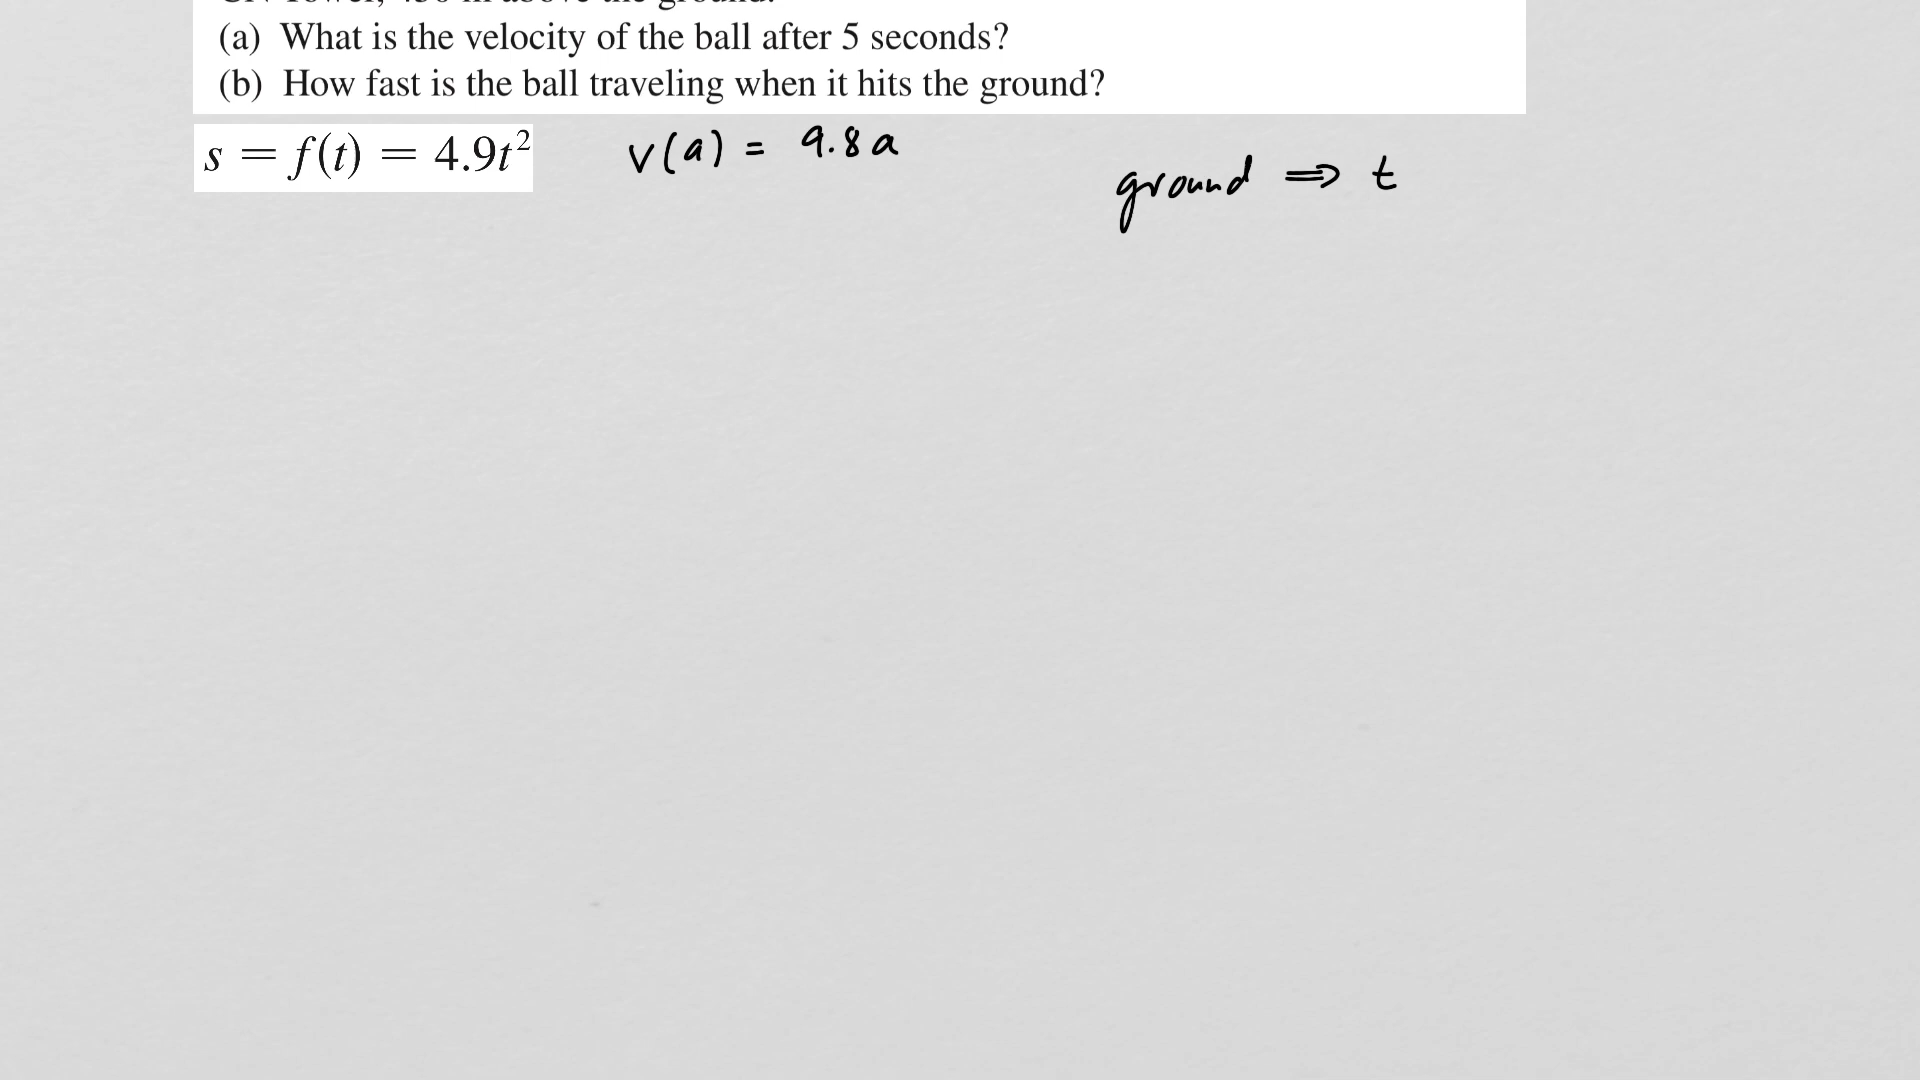 (a) What is the velocity of the ball after 5 seconds?
(b) How fast is the ball traveling when it hits the ground?
s = f(t) = 4.9t² v(a) = 9.8a
ground ⇒ t